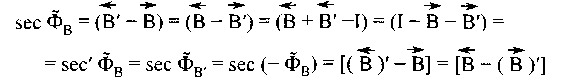 sec Φ̃_B = (B⃖′ − B⃗) = (B⃖ − B⃗′) = (B⃖ + B⃖′ −I) = (I − B⃗ − B⃗′) =
= sec′ Φ̃_B = sec Φ̃_B′ = sec (− Φ̃_B) = [(B⃖)′ − B⃗] = [B⃖ − (B⃗)′]